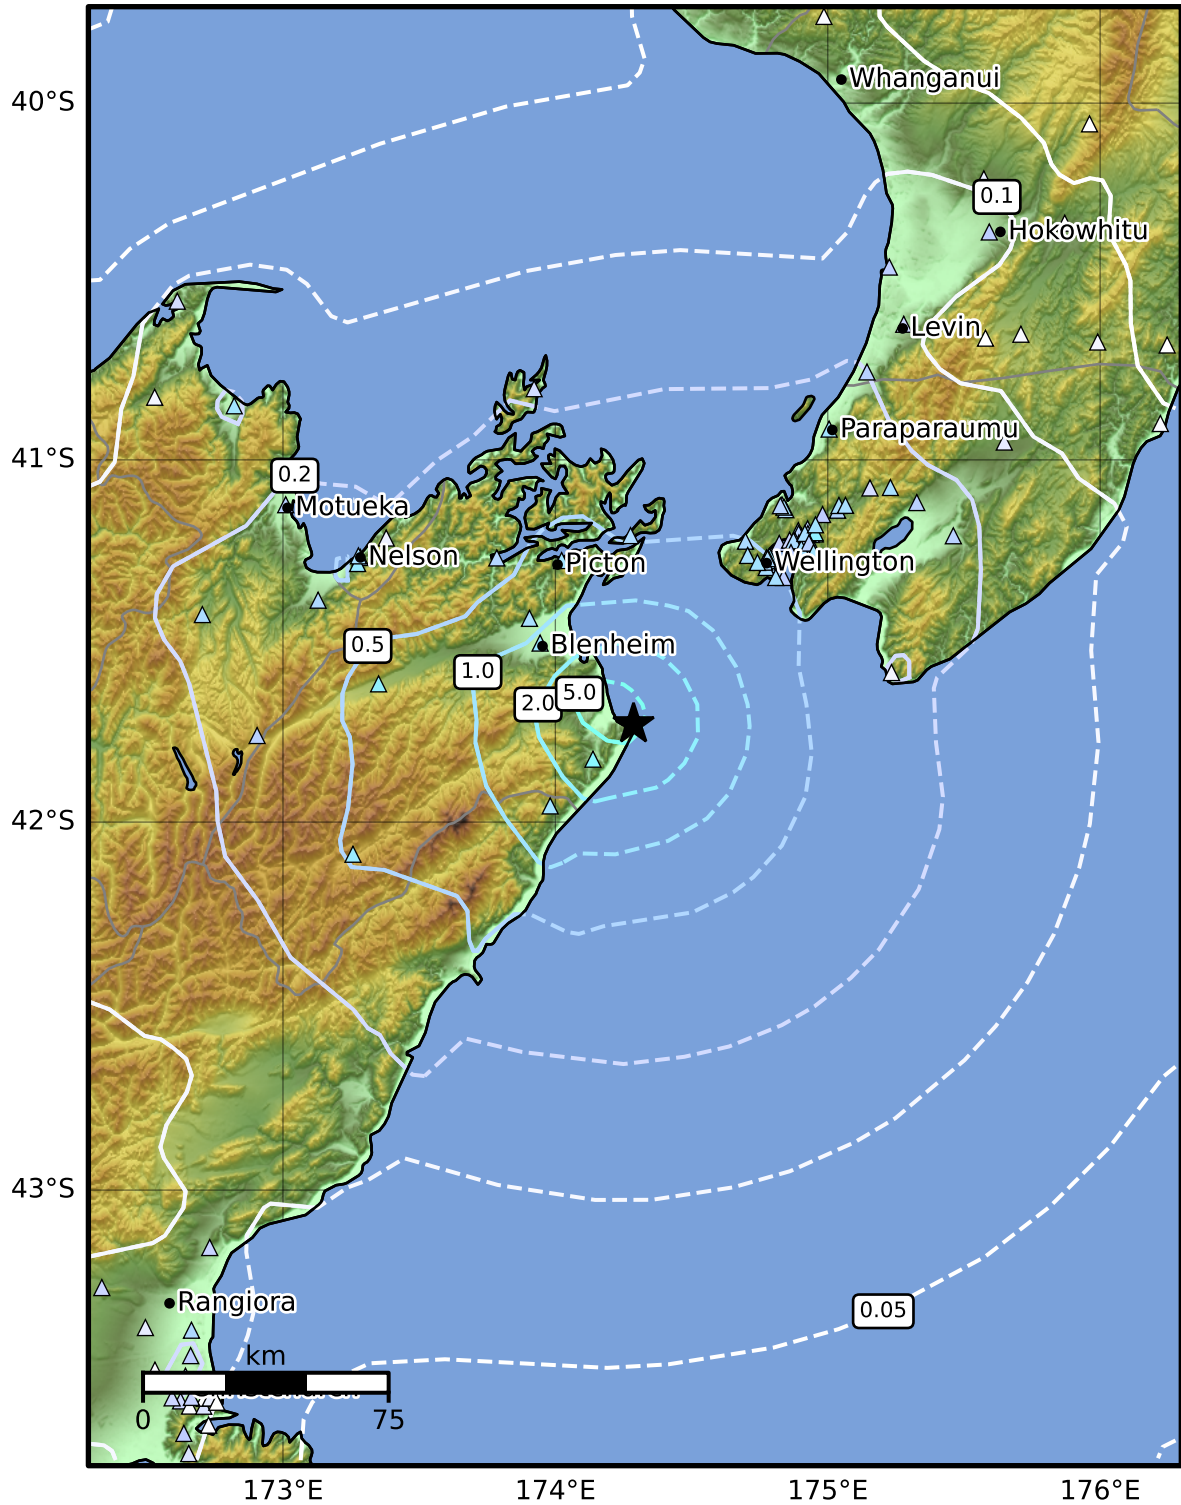 40°S
Whanganui
0.1
Hokowhitu
Levin
Paraparaumu
41°S
0.2
Motueka
Nelson
Picton
Wellington
0.5
Blenheim
1.0
2.0
5.0
42°S
43°S
Rangiora
0.05
km
0
75
173°E
174°E
175°E
176°E